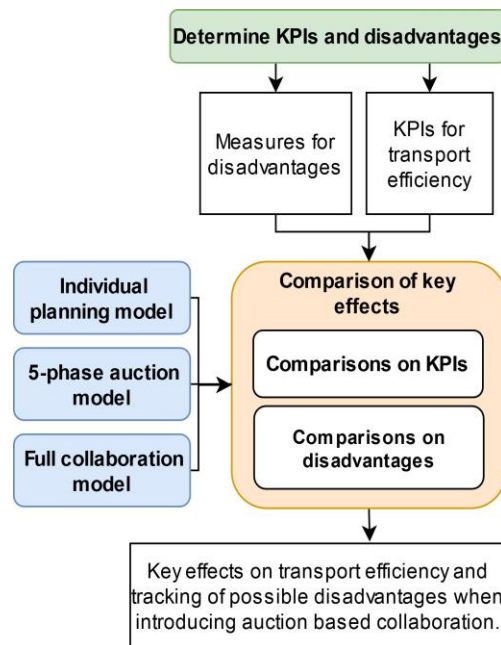 Determine KPIs and disadvantages
Measures for
disadvantages
KPIs for
transport
efficiency
Individual
planning model
5-phase auction
model
Full collaboration
model
Comparison of key
effects
Comparisons on KPIs
Comparisons on
disadvantages
Key effects on transport efficiency and
tracking of possible disadvantages when
introducing auction based collaboration.